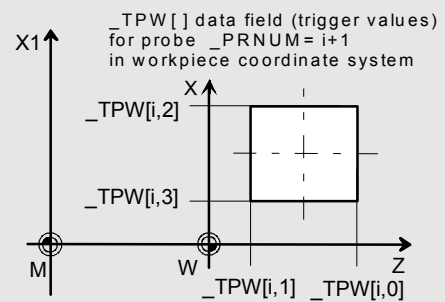 _TPW[ ] data field (trigger values)
for probe _PRNUM= i+1
in workpiece coordinate system
X1
X
_TPW[i,2]
_TPW[i,3]
M
W
Z
_TPW[i,1]
_TPW[i,0]